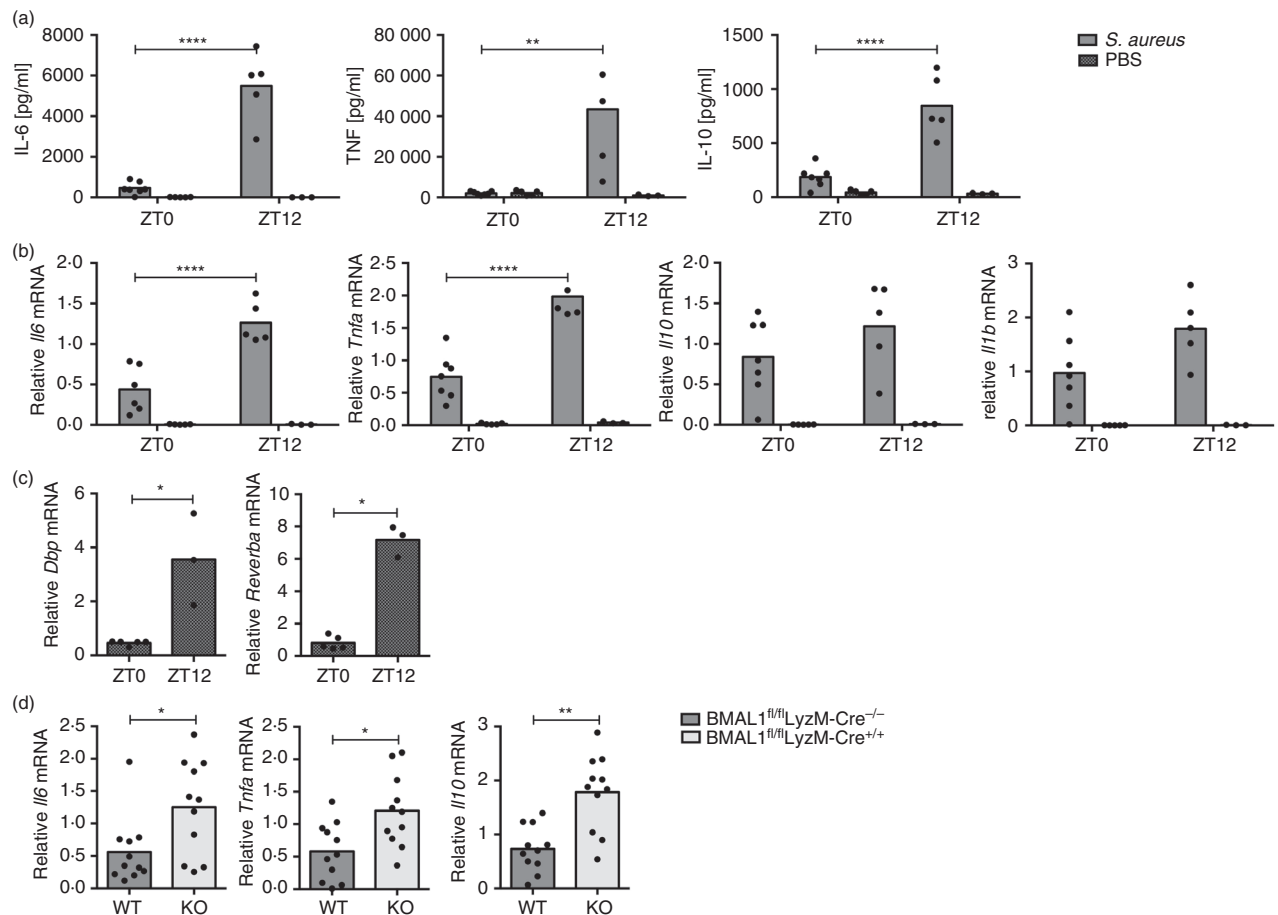 (a)
IL-6 [pg/ml]
8000
6000
4000
2000
0
****
ZT0 ZT12
TNF [pg/ml]
80 000
60 000
40 000
20 000
0
**
ZT0 ZT12
IL-10 [pg/ml]
1500
1000
500
0
****
ZT0 ZT12
S. aureus
PBS
(b)
Relative Il6 mRNA
2·0
1·5
1·0
0·5
0·0
****
ZT0 ZT12
Relative Tnfa mRNA
2·5
2·0
1·5
1·0
0·5
0·0
****
ZT0 ZT12
Relative Il10 mRNA
2·0
1·5
1·0
0·5
0·0
ZT0 ZT12
relative Il1b mRNA
3
2
1
0
ZT0 ZT12
(c)
Relative Dbp mRNA
6
4
2
0
*
ZT0 ZT12
Relative Reverba mRNA
10
8
6
4
2
0
*
ZT0 ZT12
(d)
Relative Il6 mRNA
2·5
2·0
1·5
1·0
0·5
0·0
*
WT KO
Relative Tnfa mRNA
2·5
2·0
1·5
1·0
0·5
0·0
*
WT KO
Relative Il10 mRNA
3
2
1
0
**
WT KO
BMAL1fl/flLyzM-Cre–/–
BMAL1fl/flLyzM-Cre+/+